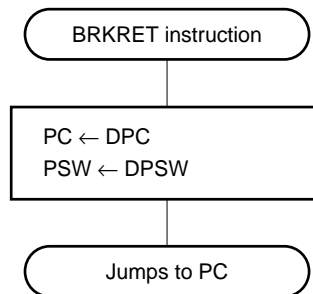 BRKRET instruction
PC ← DPC
PSW ← DPSW
Jumps to PC